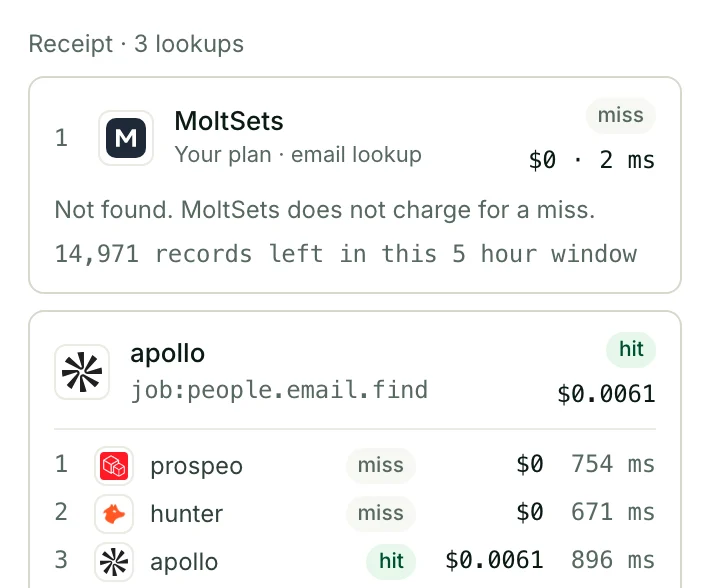 Receipt · 3 lookups
1 M MoltSets miss
Your plan · email lookup $0 · 2 ms
Not found. MoltSets does not charge for a miss.
14,971 records left in this 5 hour window
apollo hit
job:people.email.find $0.0061
1 prospeo miss $0 754 ms
2 hunter miss $0 671 ms
3 apollo hit $0.0061 896 ms